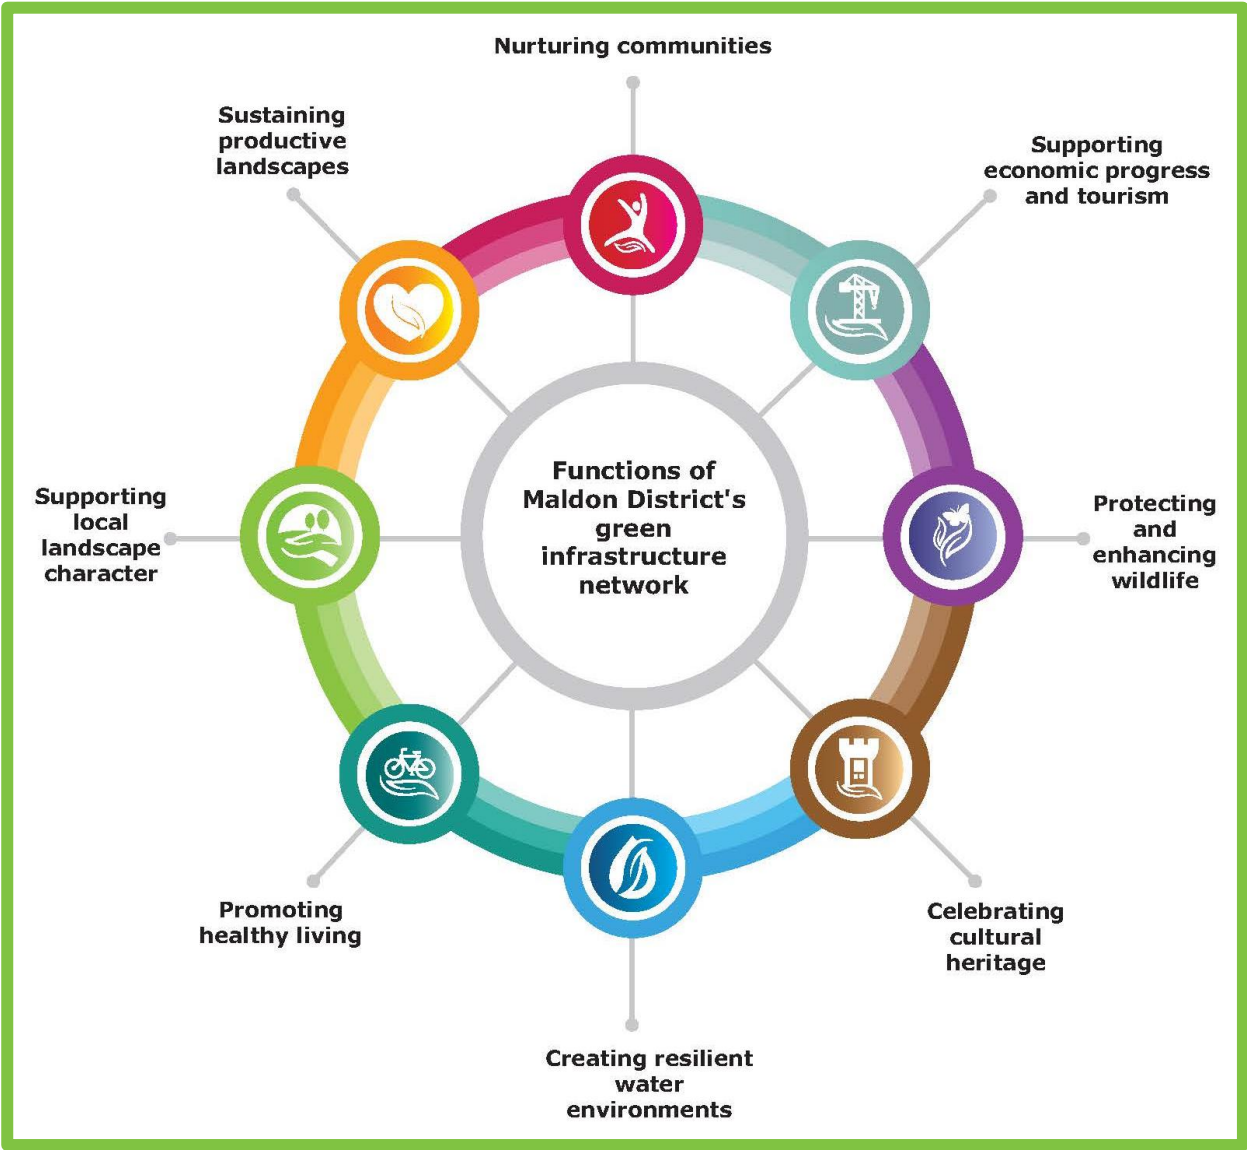 Nurturing communities
Supporting
economic progress
and tourism
Protecting
and
enhancing
wildlife
Celebrating
cultural
heritage
Creating resilient
water
environments
Promoting
healthy living
Supporting
local
landscape
character
Sustaining
productive
landscapes
Functions of
Maldon District's
green
infrastructure
network